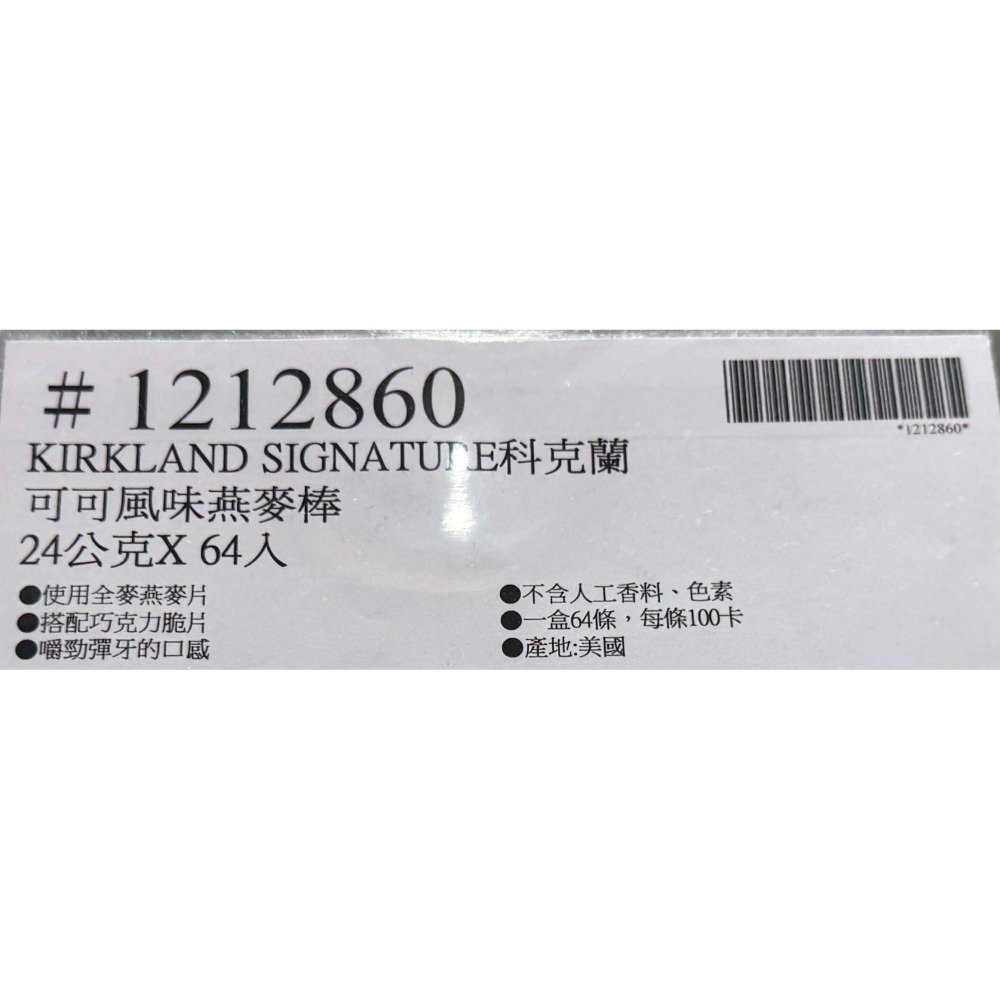 # 1212860
*1212860*
KIRKLAND SIGNATURE科克蘭
可可風味燕麥棒
24公克X 64入
●使用全麥燕麥片
●搭配巧克力脆片
●嚼勁彈牙的口感
●不含人工香料、色素
●一盒64條，每條100卡
●產地:美國